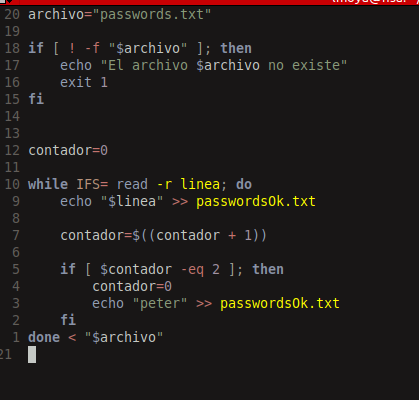 20 archivo="passwords.txt"
19
18 if [ ! -f "$archivo" ]; then
17     echo "El archivo $archivo no existe"
16     exit 1
15 fi
14
13
12 contador=0
11
10 while IFS= read -r linea; do
9     echo "$linea" >> passwordsOk.txt
8
7     contador=$((contador + 1))
6
5     if [ $contador -eq 2 ]; then
4         contador=0
3         echo "peter" >> passwordsOk.txt
2     fi
1 done < "$archivo"
21